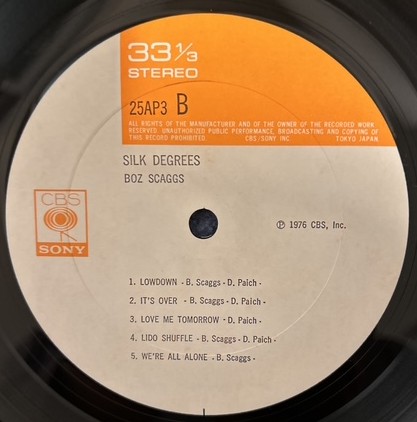 33 1/3
STEREO
25AP3 B
ALL RIGHTS OF THE MANUFACTURER AND OF THE OWNER OF THE RECORDED WORK
RESERVED. UNAUTHORIZED PUBLIC PERFORMANCE, BROADCASTING AND COPYING OF
THIS RECORD PROHIBITED. CBS/SONY INC TOKYO JAPAN
SILK DEGREES
BOZ SCAGGS
CBS
SONY
℗ 1976 CBS, Inc.
1. LOWDOWN - B. Scaggs - D. Paich -
2. IT'S OVER - B. Scaggs - D. Paich -
3. LOVE ME TOMORROW - D. Paich -
4. LIDO SHUFFLE - B. Scaggs - D. Paich -
5. WE'RE ALL ALONE - B. Scaggs -